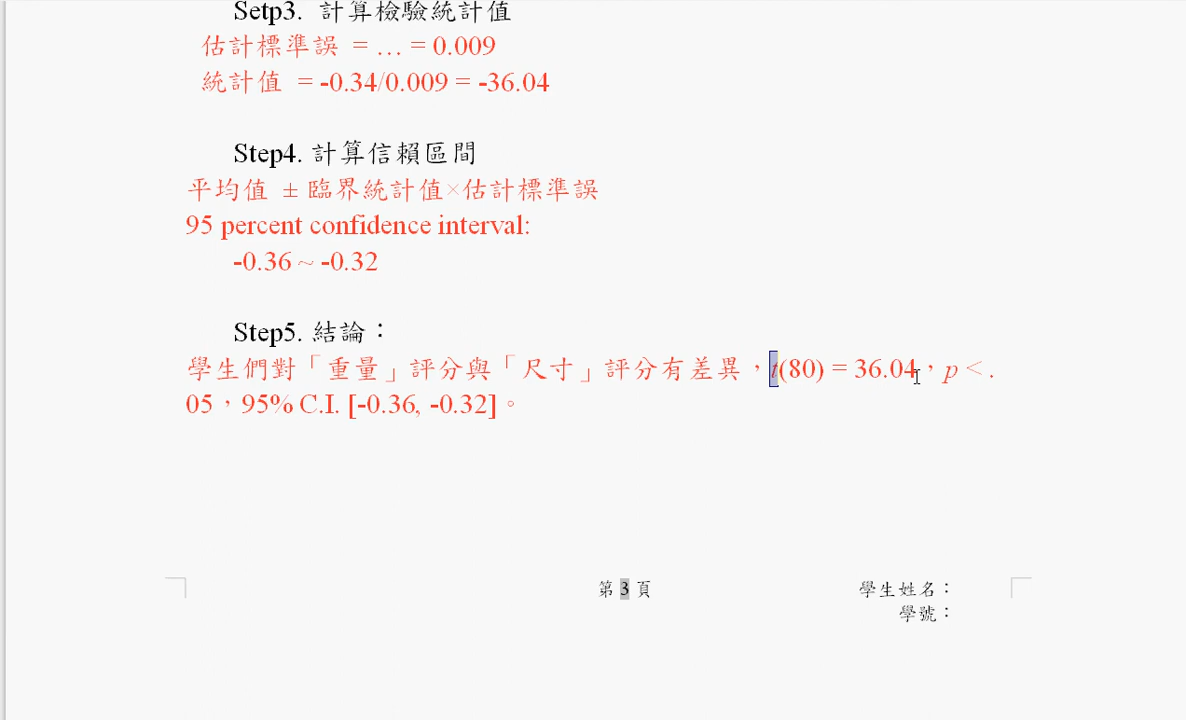 Setp3. 計算檢驗統計值
估計標準誤 = … = 0.009
統計值 = -0.34/0.009 = -36.04
Step4. 計算信賴區間
平均值 ± 臨界統計值×估計標準誤
95 percent confidence interval:
-0.36 ~ -0.32
Step5. 結論：
學生們對「重量」評分與「尺寸」評分有差異，t(80) = 36.04，p < .
05，95% C.I. [-0.36, -0.32]。
第 3 頁
學生姓名：
學號：